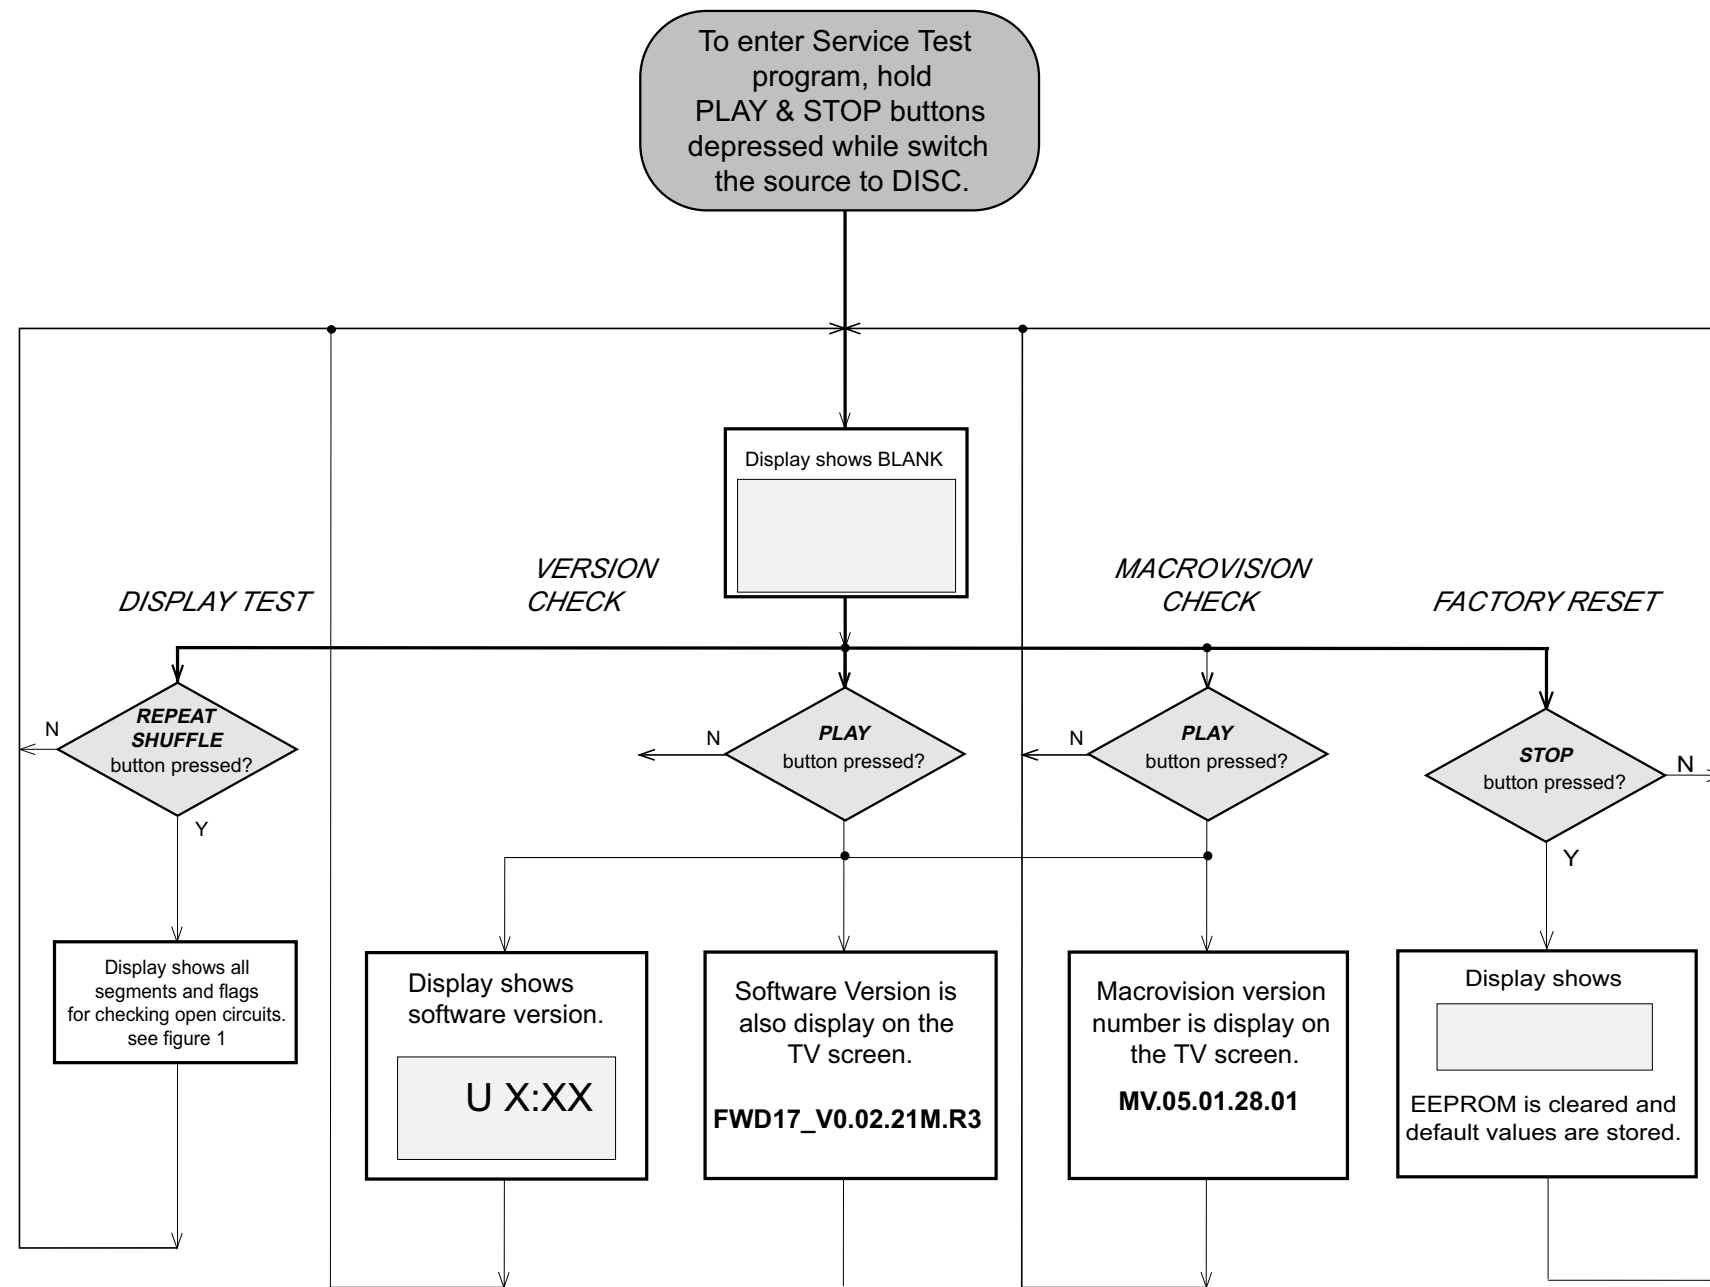 To enter Service Test
program, hold
PLAY & STOP buttons
depressed while switch
the source to DISC.
Display shows BLANK
DISPLAY TEST
VERSION
CHECK
MACROVISION
CHECK
FACTORY RESET
N
REPEAT
SHUFFLE
button pressed?
Y
N
PLAY
button pressed?
N
PLAY
button pressed?
STOP
button pressed?
N
Y
Display shows all
segments and flags
for checking open circuits.
see figure 1
Display shows
software version.
U X:XX
Software Version is
also display on the
TV screen.
FWD17_V0.02.21M.R3
Macrovision version
number is display on
the TV screen.
MV.05.01.28.01
Display shows
EEPROM is cleared and
default values are stored.